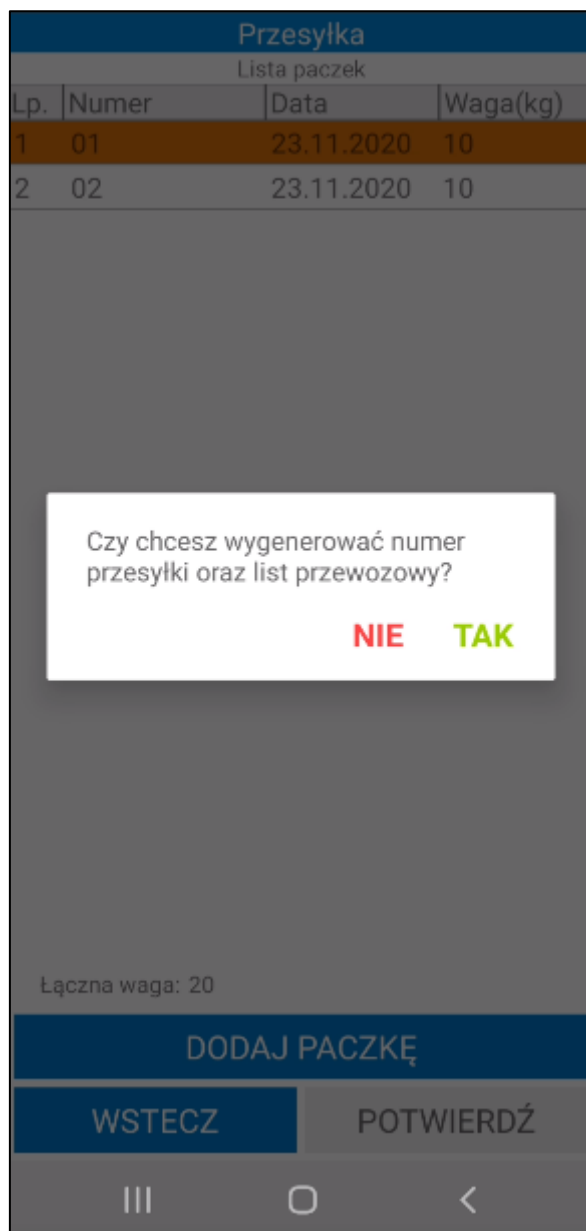 Przesyłka
Lista paczek
Lp. Numer Data Waga(kg)
1 01 23.11.2020 10
2 02 23.11.2020 10
Czy chcesz wygenerować numer
przesyłki oraz list przewozowy?
NIE TAK
Łączna waga: 20
DODAJ PACZKĘ
WSTECZ POTWIERDŹ